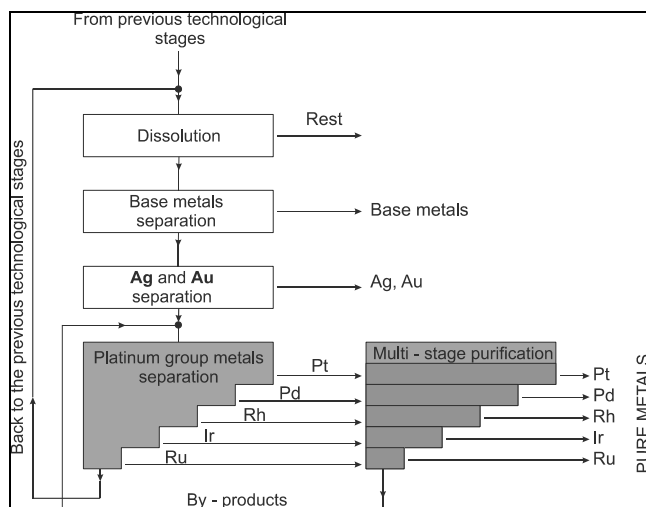 From previous technological
stages
Dissolution
Rest
Base metals
separation
Base metals
Ag and Au
separation
Ag, Au
Platinum group metals
separation
Multi - stage purification
Pt
Pt
Pd
Pd
Rh
Rh
Ir
Ir
Ru
Ru
By - products
Back to the previous technological stages
PURE METALS